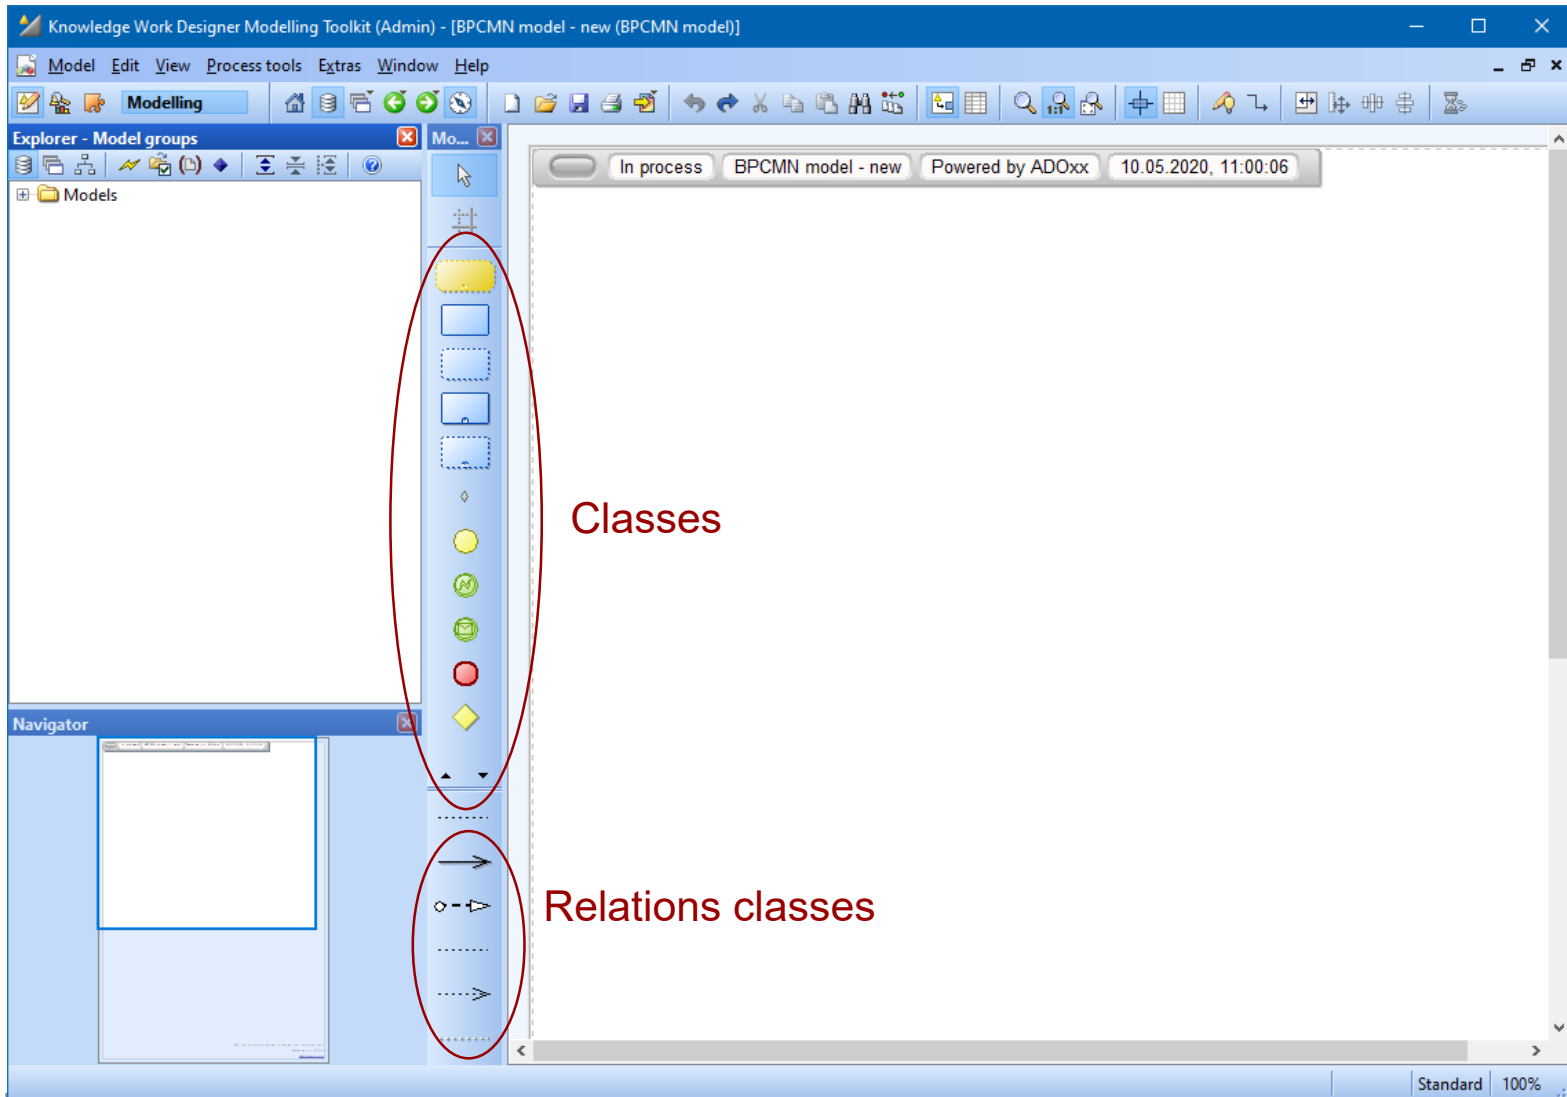 Knowledge Work Designer Modelling Toolkit (Admin) - [BPCMN model - new (BPCMN model)]
Model Edit View Process tools Extras Window Help
Modelling
1:1
Explorer - Model groups
Mo...
In process BPCMN model - new Powered by ADOxx 10.05.2020, 11:00:06
Models
Classes
Navigator
Relations classes
Standard 100%